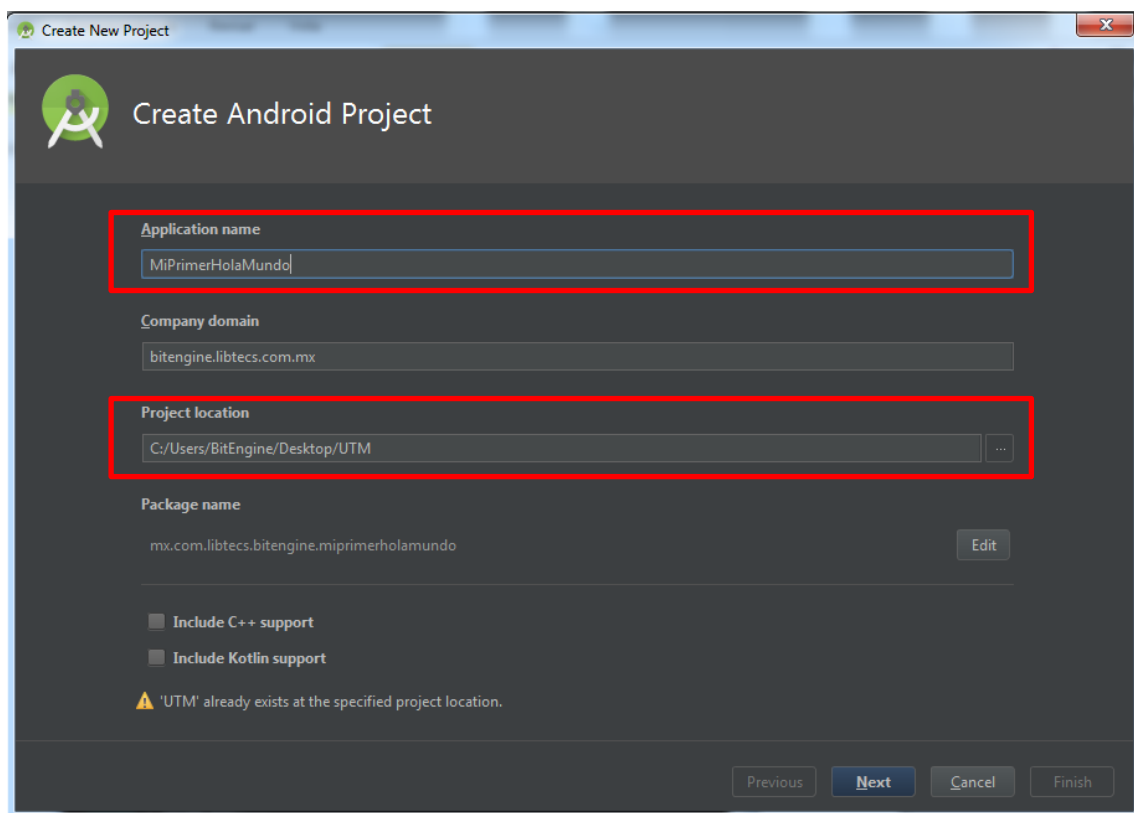 Create New Project
Create Android Project
Application name
MiPrimerHolaMundo
Company domain
bitengine.libtecs.com.mx
Project location
C:/Users/BitEngine/Desktop/UTM
...
Package name
mx.com.libtecs.bitengine.miprimerholamundo
Edit
Include C++ support
Include Kotlin support
'UTM' already exists at the specified project location.
Previous Next Cancel Finish